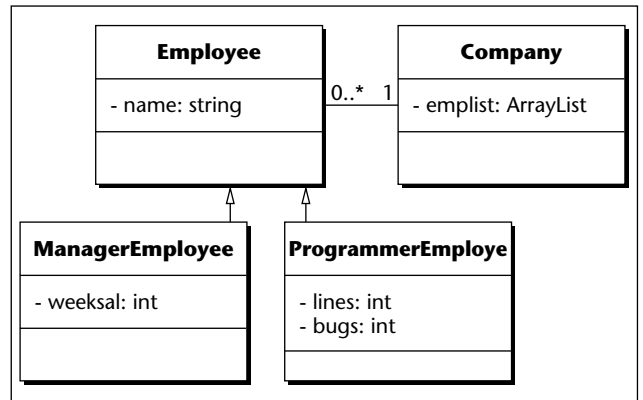 Employee
- name: string
0..* 1
Company
- emplist: ArrayList
ManagerEmployee
- weeksal: int
ProgrammerEmploye
- lines: int
- bugs: int